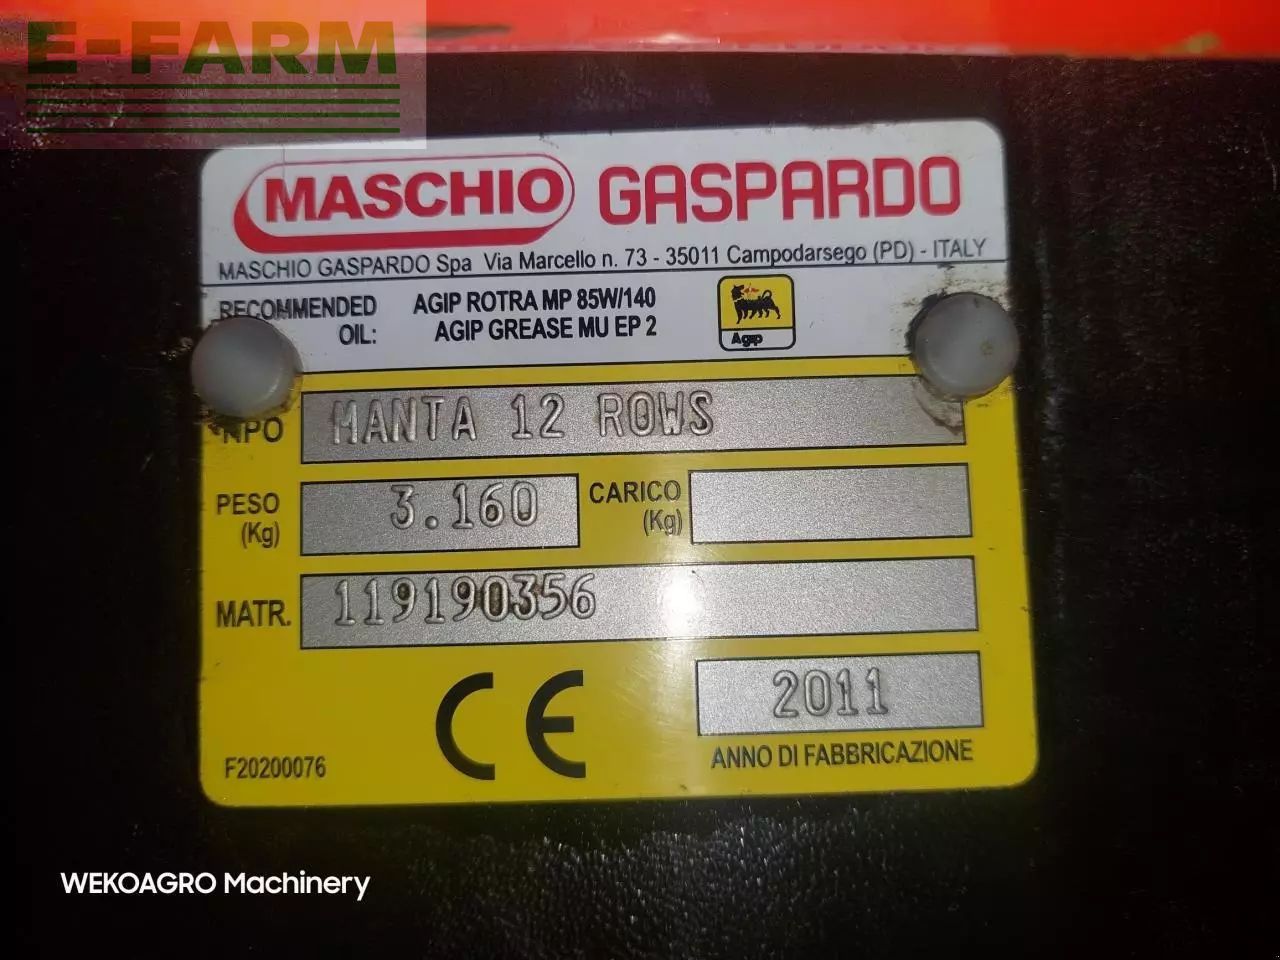 E-FARM
MASCHIO GASPARDO
MASCHIO GASPARDO Spa Via Marcello n. 73 - 35011 Campodarsego (PD) - ITALY
RECOMMENDED OIL:
AGIP ROTRA MP 85W/140
AGIP GREASE MU EP 2
Agip
MANTA 12 ROWS
PESO (Kg) 3.160 CARICO (Kg)
MATR. 119190356
CE
2011
ANNO DI FABBRICAZIONE
F20200076
WEKOAGRO Machinery